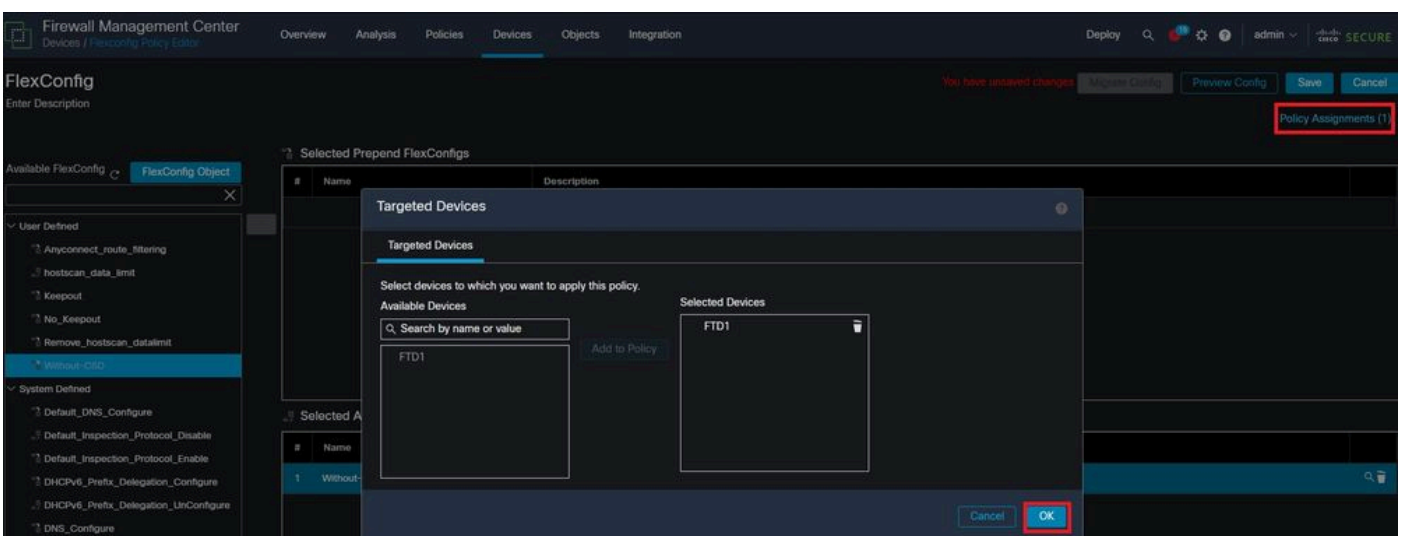 Firewall Management Center
Devices / Flexconfig Policy Editor
Overview Analysis Policies Devices Objects Integration
Deploy admin cisco SECURE
FlexConfig
Enter Description
You have unsaved changes Migrate Config Preview Config Save Cancel
Policy Assignments (1)
Available FlexConfig FlexConfig Object
Selected Prepend FlexConfigs
# Name Description
User Defined
Anyconnect_route_filtering
hostscan_data_limit
Keepout
No_Keepout
Remove_hostscan_datalimit
Without-CSD
System Defined
Default_DNS_Configure
Default_Inspection_Protocol_Disable
Default_Inspection_Protocol_Enable
DHCPv6_Prefix_Delegation_Configure
DHCPv6_Prefix_Delegation_UnConfigure
DNS_Configure
Targeted Devices
Targeted Devices
Select devices to which you want to apply this policy.
Available Devices
Search by name or value
FTD1
Add to Policy
Selected Devices
FTD1
Cancel OK
Selected A
# Name
1 Without-